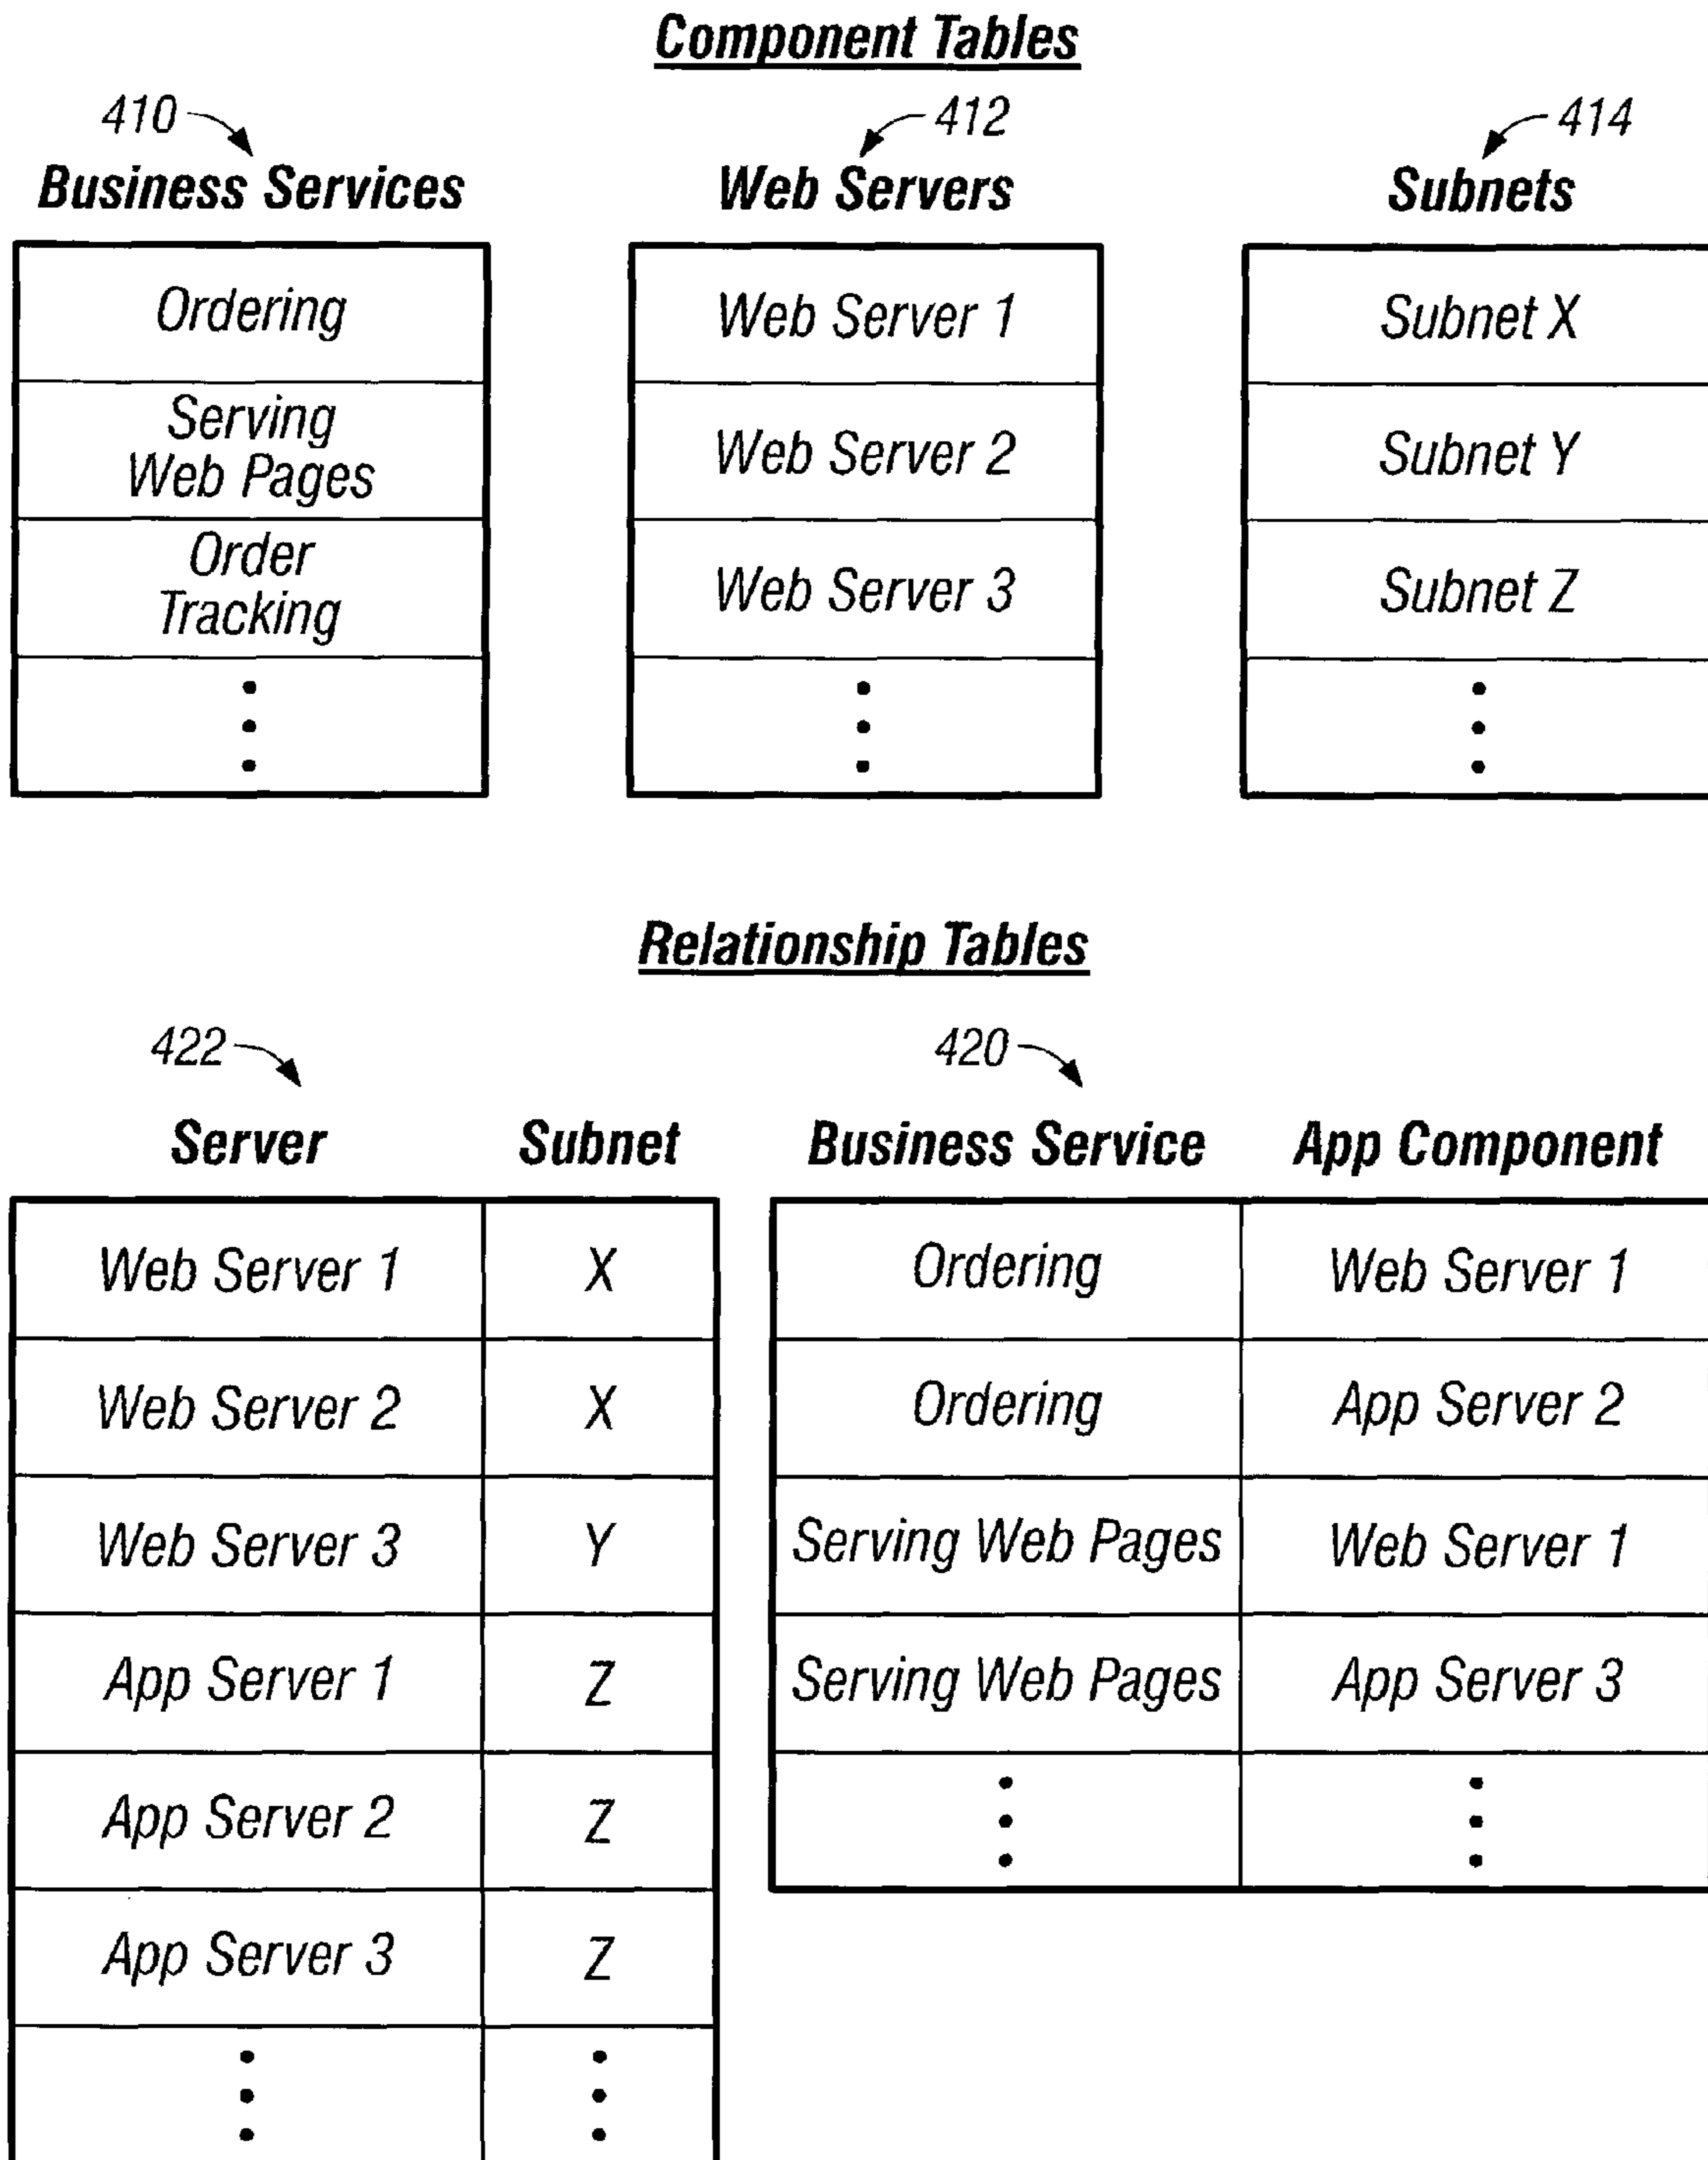 Component Tables
410
412
414
Business Services
Web Servers
Subnets
Ordering
Web Server 1
Subnet X
Serving
Web Pages
Web Server 2
Subnet Y
Order
Tracking
Web Server 3
Subnet Z
Relationship Tables
422
420
Server
Subnet
Business Service
App Component
Web Server 1
X
Ordering
Web Server 1
Web Server 2
X
Ordering
App Server 2
Web Server 3
Y
Serving Web Pages
Web Server 1
App Server 1
Z
Serving Web Pages
App Server 3
App Server 2
Z
App Server 3
Z